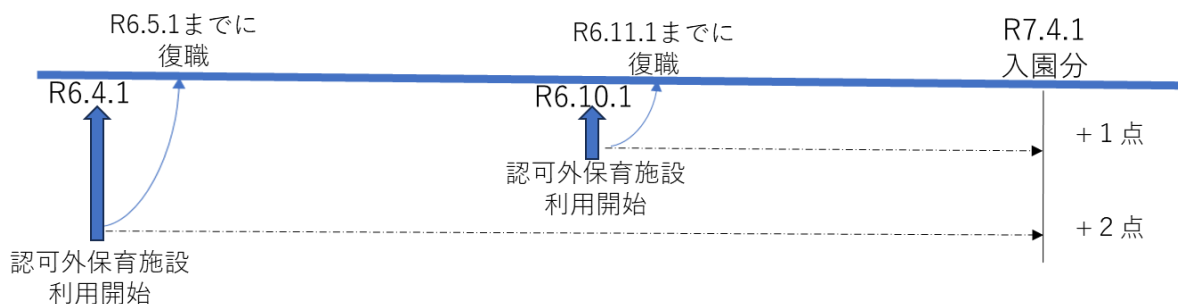 R6.5.1までに
復職
R6.11.1までに
復職
R7.4.1
入園分
R6.4.1
R6.10.1
+1点
認可外保育施設
利用開始
+2点
認可外保育施設
利用開始